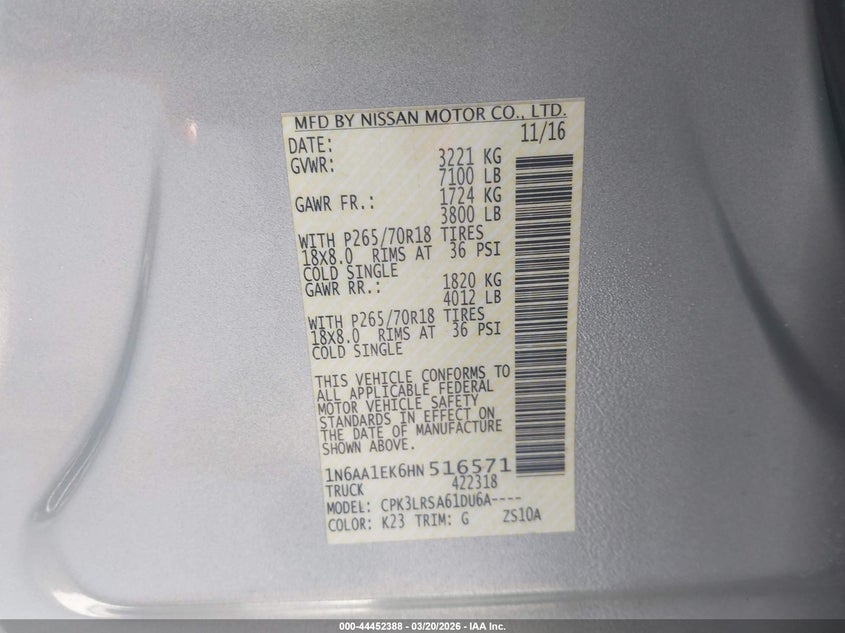 MFD BY NISSAN MOTOR CO., LTD.
DATE: 11/16
GVWR: 3221 KG
7100 LB
GAWR FR.: 1724 KG
3800 LB
WITH P265/70R18 TIRES
18X8.0 RIMS AT 36 PSI
COLD SINGLE
GAWR RR.: 1820 KG
4012 LB
WITH P265/70R18 TIRES
18X8.0 RIMS AT 36 PSI
COLD SINGLE
THIS VEHICLE CONFORMS TO
ALL APPLICABLE FEDERAL
MOTOR VEHICLE SAFETY
STANDARDS IN EFFECT ON
THE DATE OF MANUFACTURE
SHOWN ABOVE.
1N6AA1EK6HN516571
TRUCK 422318
MODEL: CPK3LRSA61DU6A----
COLOR: K23 TRIM: G ZS10A
000-44452388 - 03/20/2026 - IAA Inc.